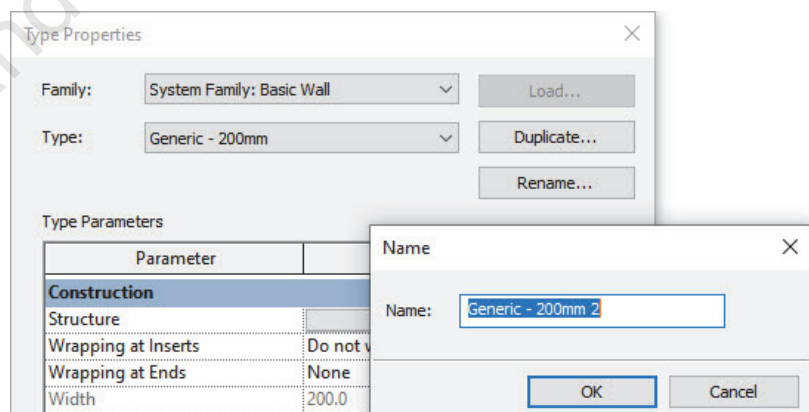 Type Properties
Family: System Family: Basic Wall Load...
Type: Generic - 200mm Duplicate...
Rename...
Type Parameters
Parameter
Construction
Structure
Wrapping at Inserts Do not
Wrapping at Ends None
Width 200.0
Name
Name: Generic - 200mm 2
OK Cancel